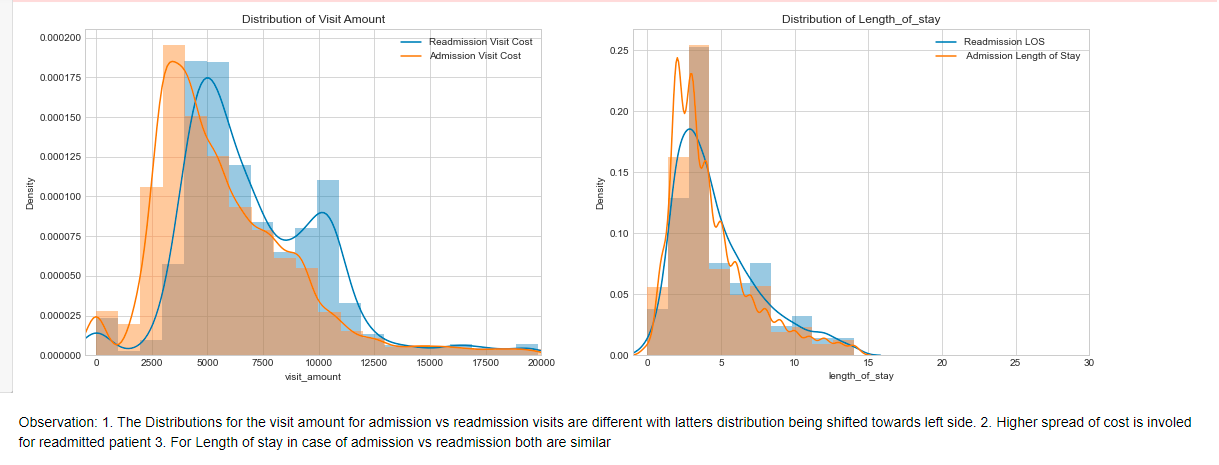 Distribution of Visit Amount
Readmission Visit Cost
Admission Visit Cost
0.000200
0.000175
0.000150
0.000125
0.000100
0.000075
0.000050
0.000025
0.000000
Density
0 2500 5000 7500 10000 12500 15000 17500 20000
visit_amount
Distribution of Length_of_stay
Readmission LOS
Admission Length of Stay
0.25
0.20
0.15
0.10
0.05
0.00
Density
0 5 10 15 20 25 30
length_of_stay
Observation: 1. The Distributions for the visit amount for admission vs readmission visits are different with latters distribution being shifted towards left side. 2. Higher spread of cost is involed
for readmitted patient 3. For Length of stay in case of admission vs readmission both are similar